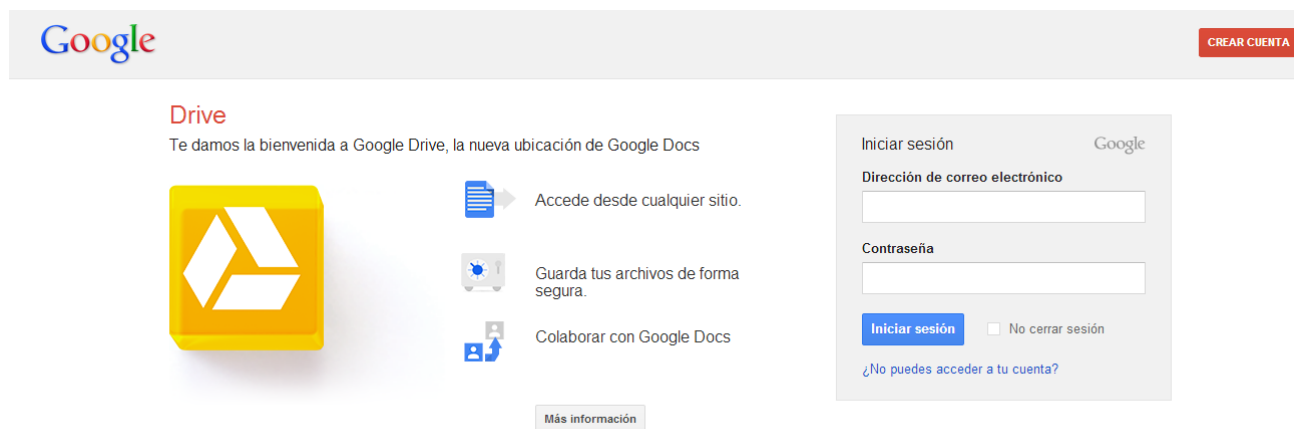 Google
CREAR CUENTA
Drive
Te damos la bienvenida a Google Drive, la nueva ubicación de Google Docs
Accede desde cualquier sitio.
Guarda tus archivos de forma
segura.
Colaborar con Google Docs
Más información
Iniciar sesión Google
Dirección de correo electrónico
Contraseña
Iniciar sesión No cerrar sesión
¿No puedes acceder a tu cuenta?